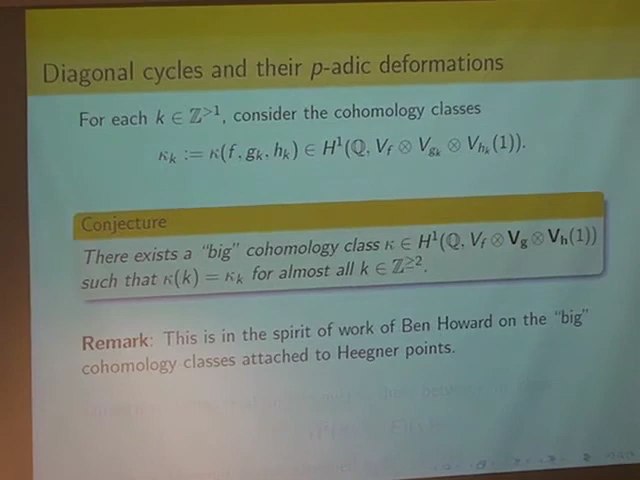 Diagonal cycles and their p-adic deformations
For each k ∈ ℤ^{>1}, consider the cohomology classes
κ_k := κ(f, g_k, h_k) ∈ H¹(ℚ, V_f ⊗ V_{g_k} ⊗ V_{h_k}(1)).
Conjecture
There exists a “big” cohomology class κ ∈ H¹(ℚ, V_f ⊗ V_g ⊗ V_h(1))
such that κ(k) = κ_k for almost all k ∈ ℤ^{≥2}.
Remark: This is in the spirit of work of Ben Howard on the “big”
cohomology classes attached to Heegner points.